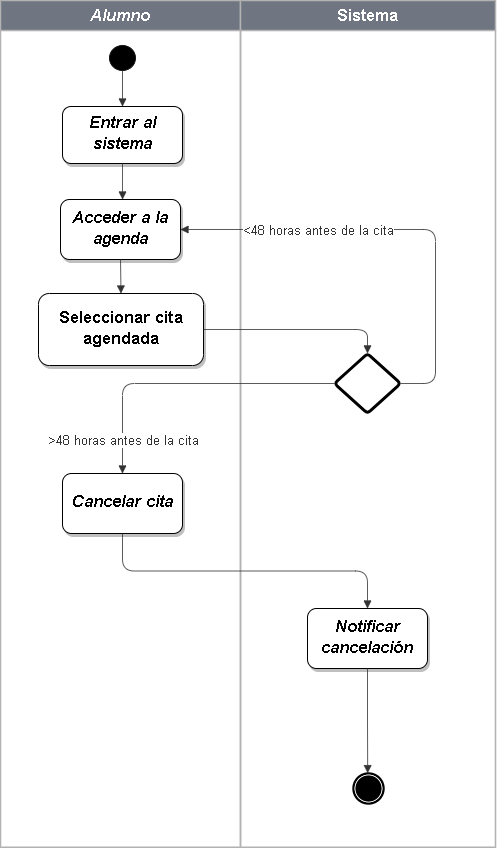 Alumno
Sistema
Entrar al
sistema
Acceder a la
agenda
<48 horas antes de la cita
Seleccionar cita
agendada
>48 horas antes de la cita
Cancelar cita
Notificar
cancelación